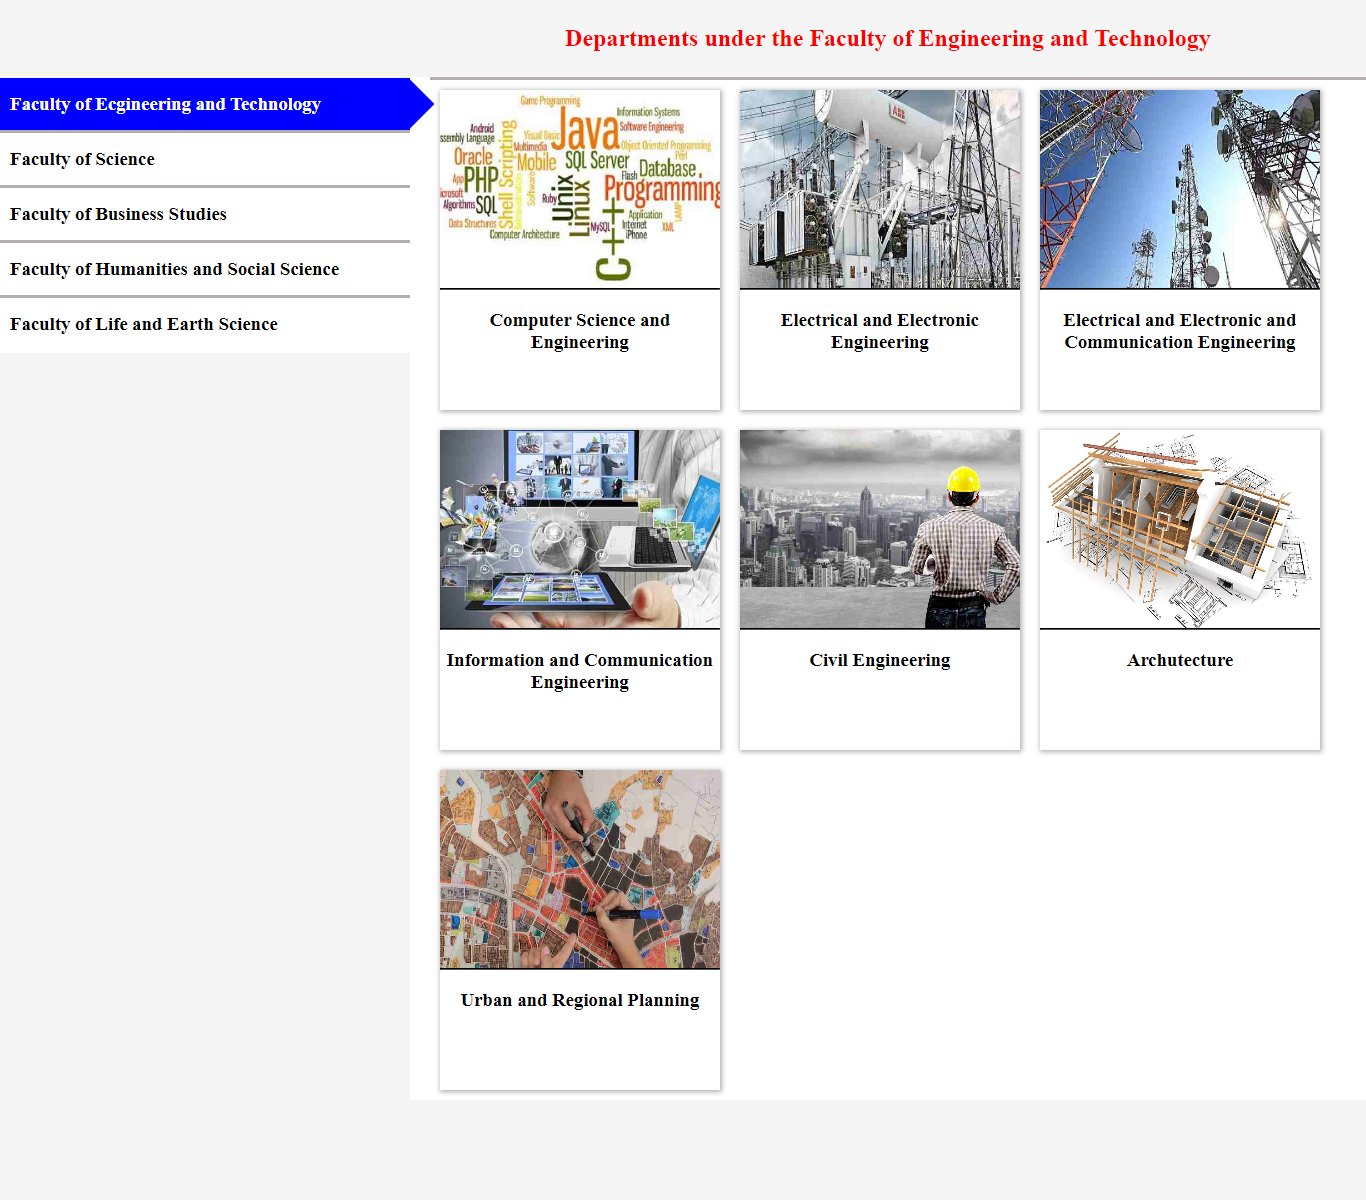 Departments under the Faculty of Engineering and Technology
Faculty of Ecgineering and Technology
Faculty of Science
Faculty of Business Studies
Faculty of Humanities and Social Science
Faculty of Life and Earth Science
Game Programming
Information Systems
Java
Android
Software Engineering
ssembly Language
Visual Basic
Object Oriented Programming
Multimedia
Perl
Oracle
Mobile
SQL Server
Shell Scripting
Database
App
PHP
Flash
Software
Unix
Programming
icrosoft
Algorithms
SQL
Ruby
Linux
Application
LAMP
Data Structures
MySQL
Internet
XML
Computer Architecture
iPhone
C++
ABB
Computer Science and
Engineering
Electrical and Electronic
Engineering
Electrical and Electronic and
Communication Engineering
Information and Communication
Engineering
Civil Engineering
Archutecture
Urban and Regional Planning